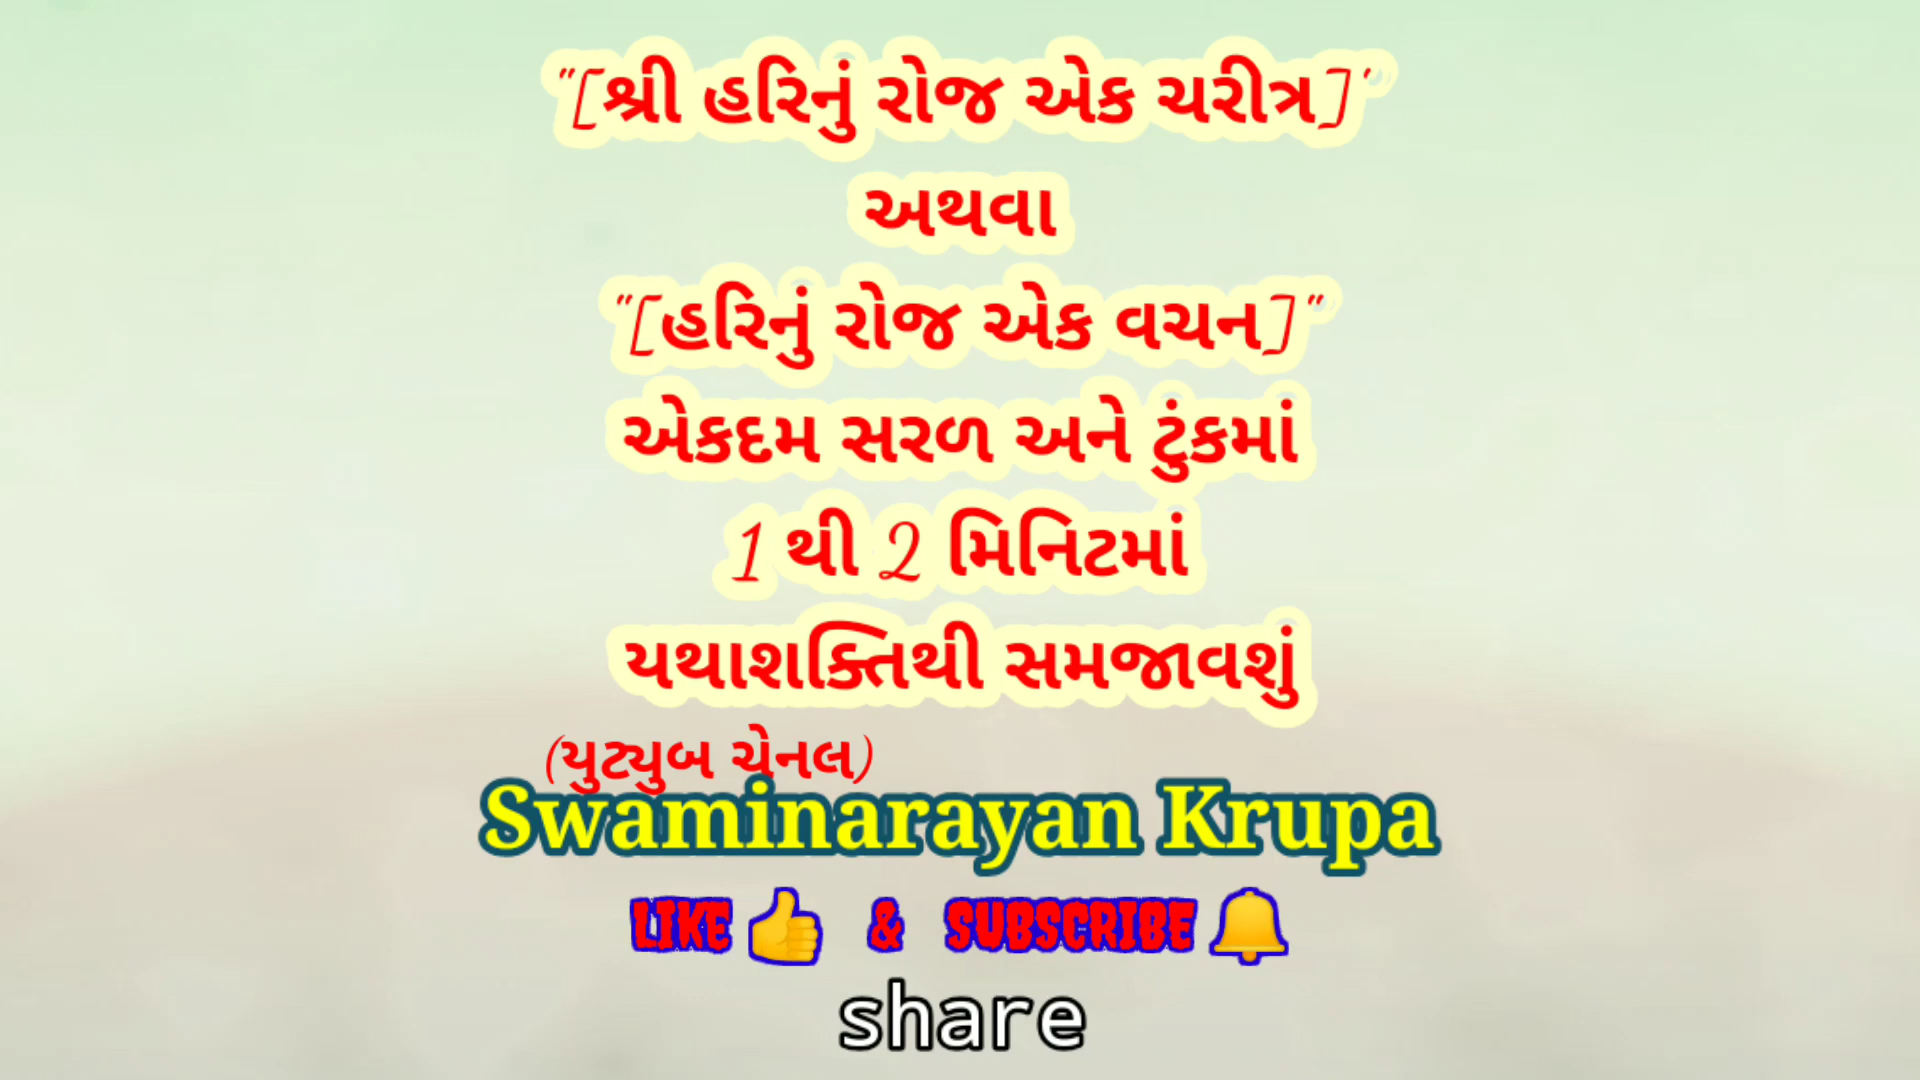 "[શ્રી હરિનું રોજ એક ચરીત્ર]"
અથવા
"[હરિનું રોજ એક વચન]"
એકદમ સરળ અને ટુંકમાં
1 થી 2 મિનિટમાં
યથાશક્તિથી સમજાવશું
(યુટ્યુબ ચેનલ)
Swaminarayan Krupa
LIKE 👍 & SUBSCRIBE 🔔
share